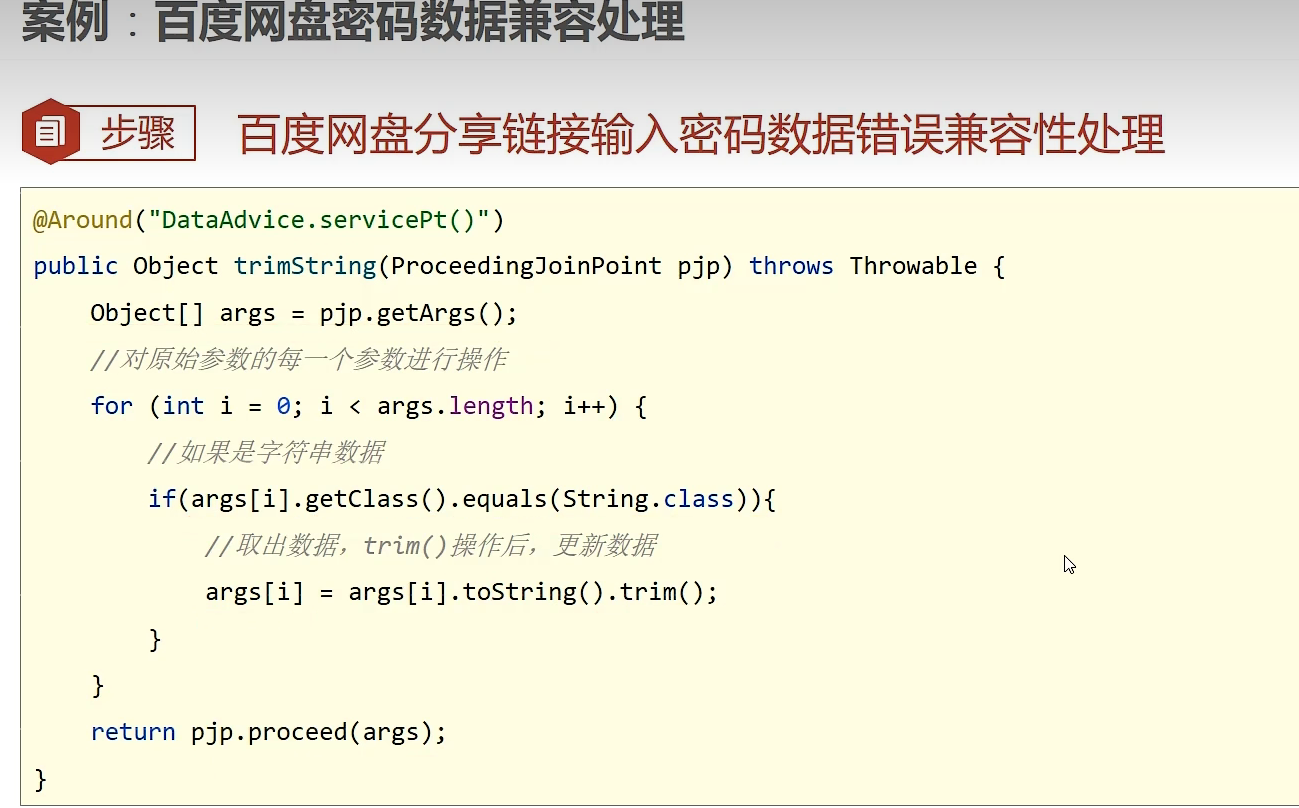 案例：百度网盘密码数据兼容处理
步骤
百度网盘分享链接输入密码数据错误兼容性处理
@Around("DataAdvice.servicePt()")
public Object trimString(ProceedingJoinPoint pjp) throws Throwable {
    Object[] args = pjp.getArgs();
    //对原始参数的每一个参数进行操作
    for (int i = 0; i < args.length; i++) {
        //如果是字符串数据
        if(args[i].getClass().equals(String.class)){
            //取出数据，trim()操作后，更新数据
            args[i] = args[i].toString().trim();
        }
    }
    return pjp.proceed(args);
}